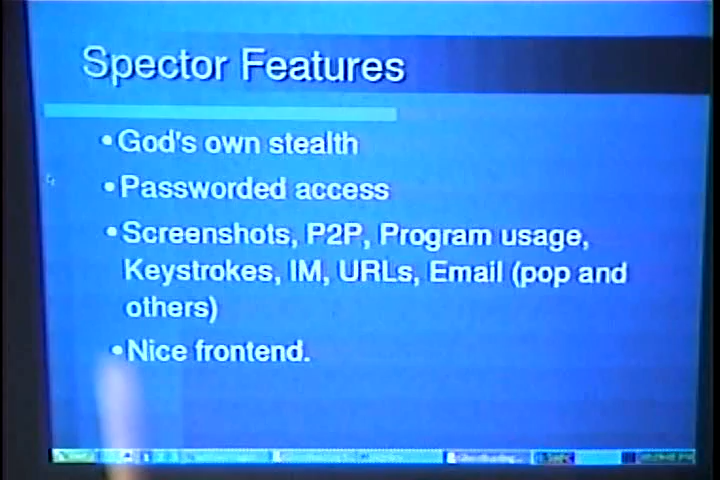 Spector Features
•God's own stealth
•Passworded access
•Screenshots, P2P, Program usage,
Keystrokes, IM, URLs, Email (pop and
others)
•Nice frontend.